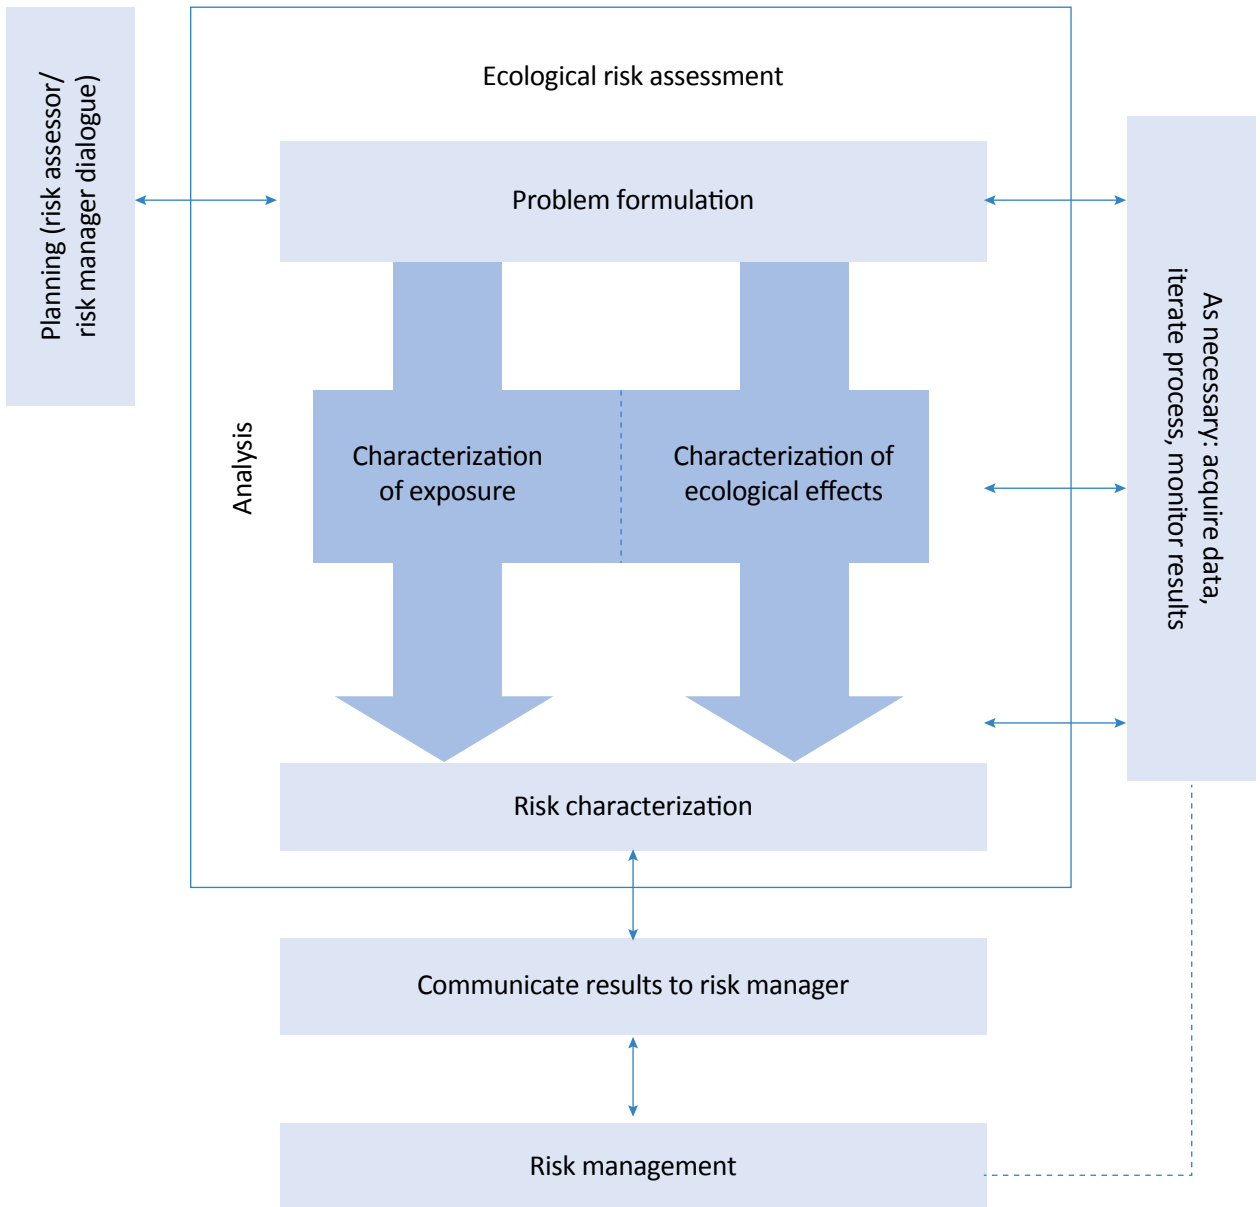 Planning (risk assessor/
risk manager dialogue)
Ecological risk assessment
Problem formulation
As necessary: acquire data,
iterate process, monitor results
Analysis
Characterization
of exposure
Characterization of
ecological effects
Risk characterization
Communicate results to risk manager
Risk management